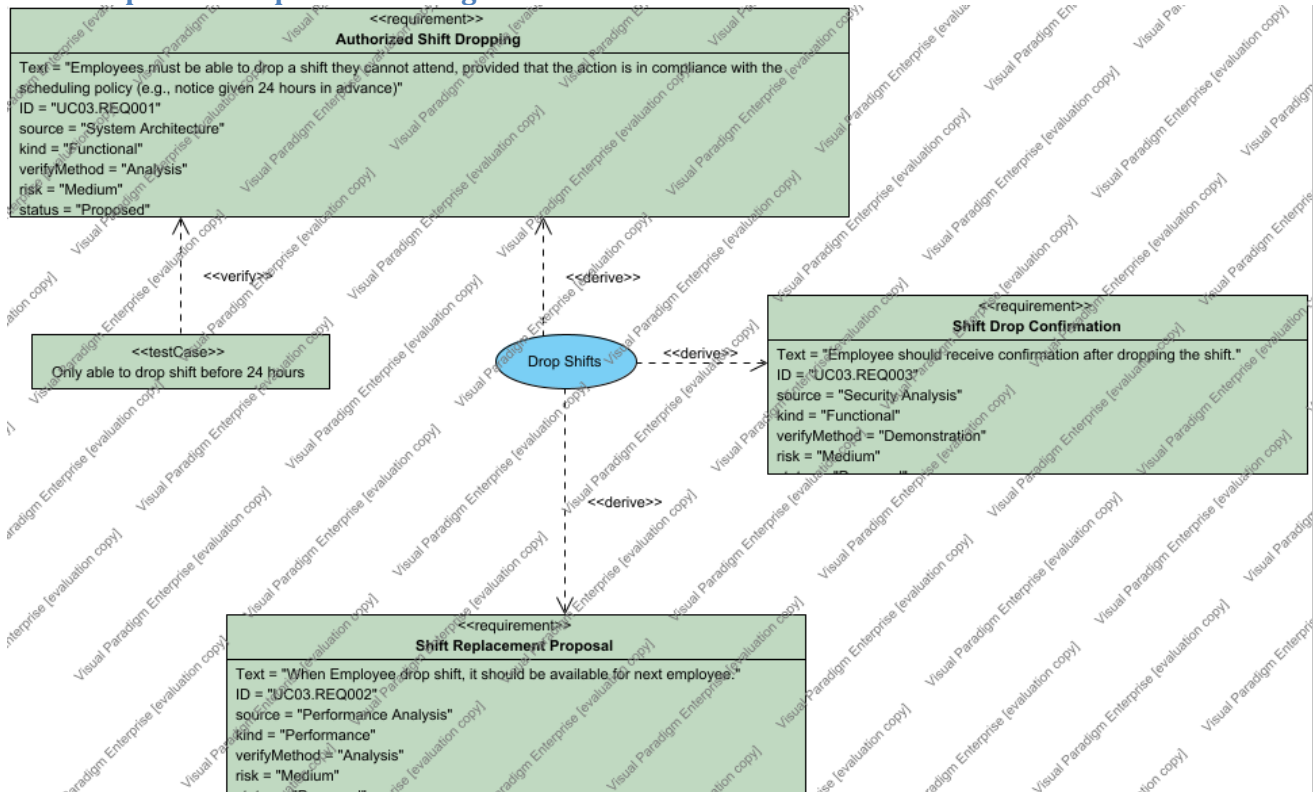 <<requirement>>
Authorized Shift Dropping
Text = "Employees must be able to drop a shift they cannot attend, provided that the action is in compliance with the
scheduling policy (e.g., notice given 24 hours in advance)"
ID = "UC03.REQ001"
source = "System Architecture"
kind = "Functional"
verifyMethod = "Analysis"
risk = "Medium"
status = "Proposed"
<<verify>>
<<derive>>
<<testCase>>
Only able to drop shift before 24 hours
Drop Shifts
<<derive>>
<<requirement>>
Shift Drop Confirmation
Text = "Employee should receive confirmation after dropping the shift."
ID = "UC03.REQ003"
source = "Security Analysis"
kind = "Functional"
verifyMethod = "Demonstration"
risk = "Medium"
<<derive>>
<<requirement>>
Shift Replacement Proposal
Text = "When Employee drop shift, it should be available for next employee."
ID = "UC03.REQ002"
source = "Performance Analysis"
kind = "Performance"
verifyMethod = "Analysis"
risk = "Medium"
Visual Paradigm Enterprise [evaluation copy]